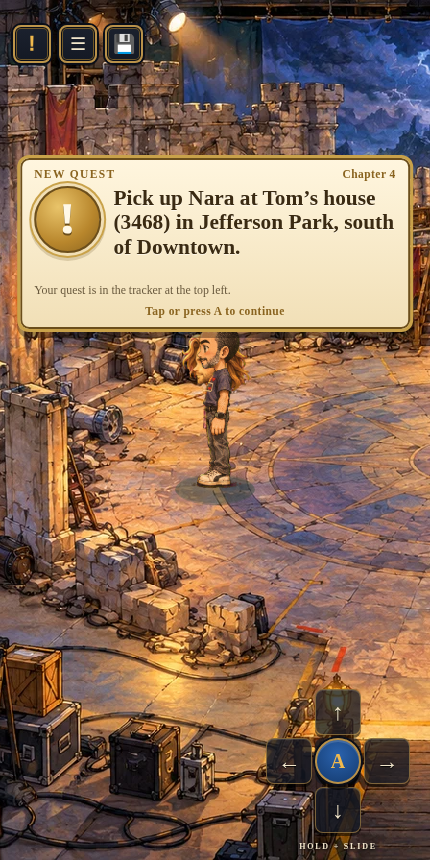 !
☰
NEW QUEST
Chapter 4
!
Pick up Nara at Tom’s house
(3468) in Jefferson Park, south
of Downtown.
Your quest is in the tracker at the top left.
Tap or press A to continue
↑
← A →
↓
HOLD + SLIDE